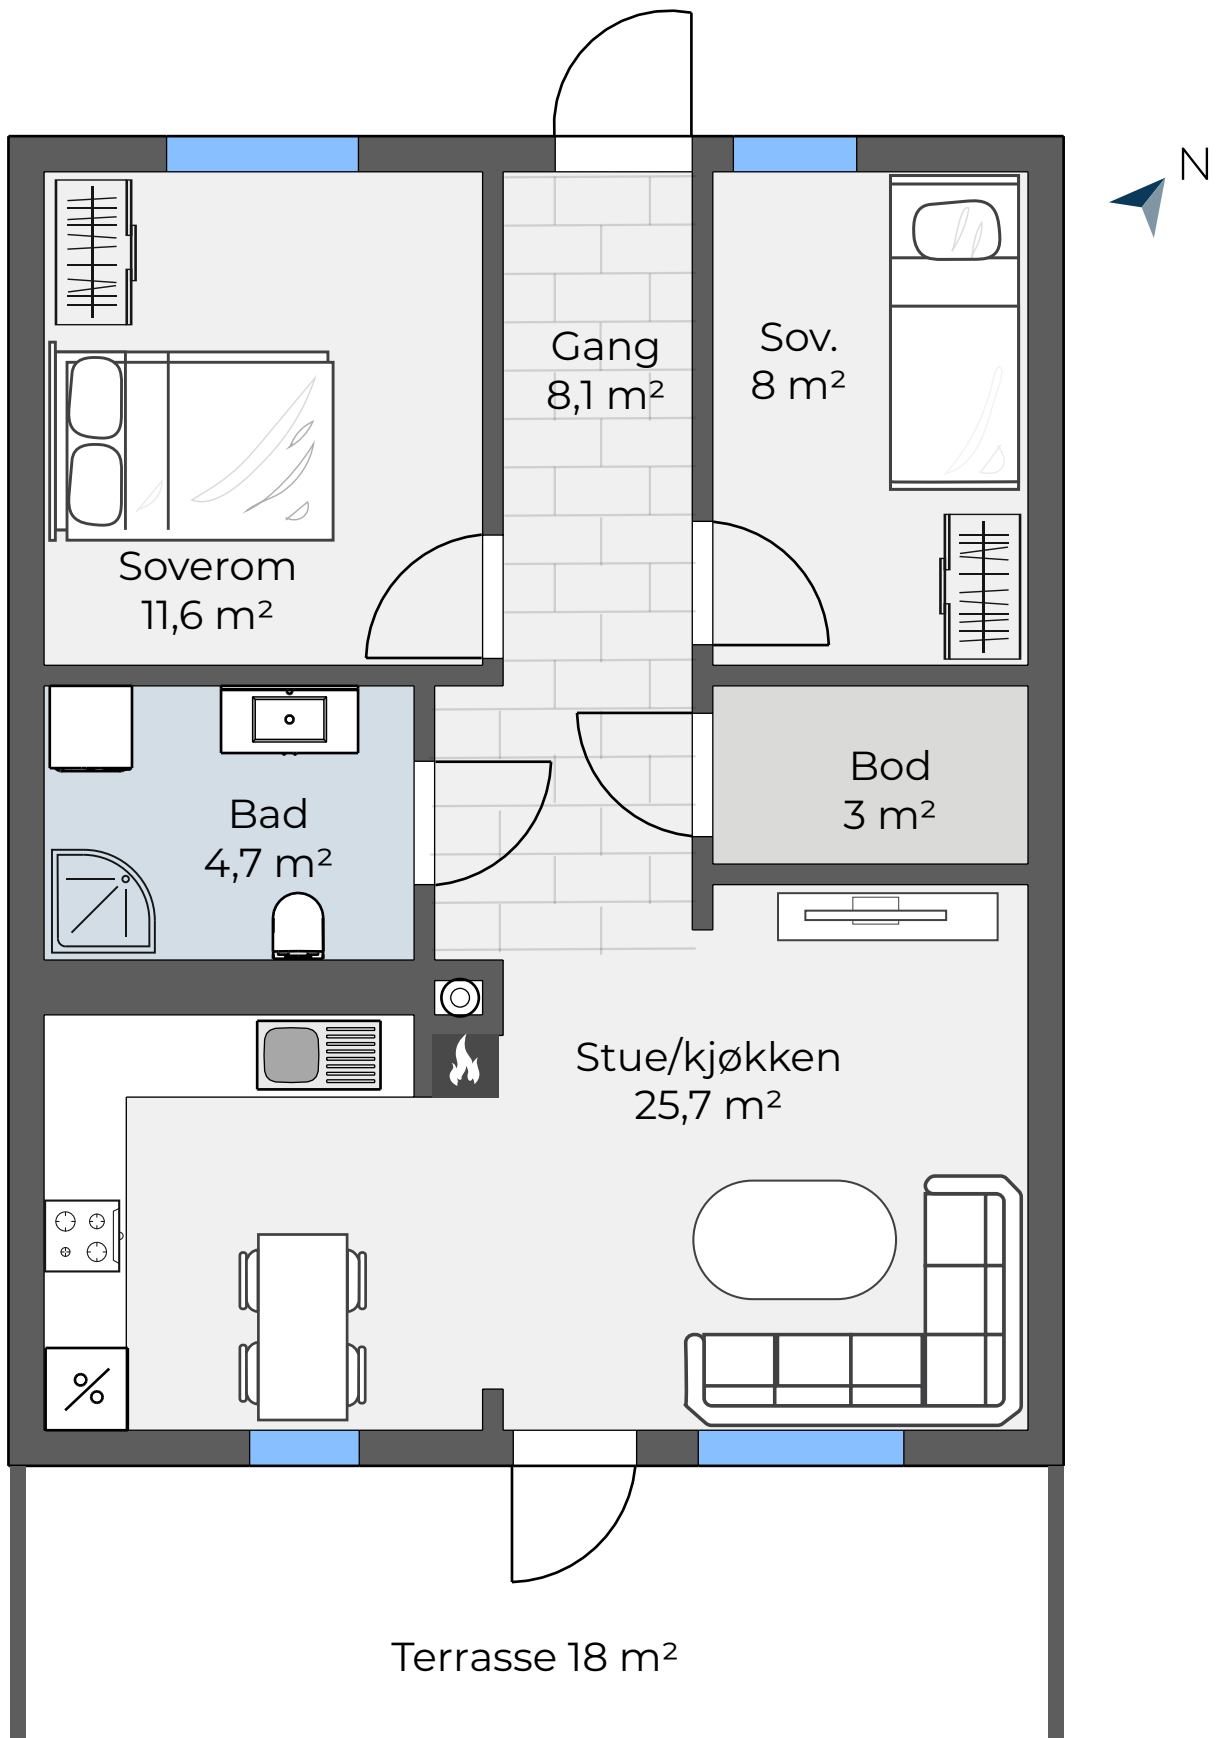 N
Gang
8,1 m²
Sov.
8 m²
Soverom
11,6 m²
Bod
3 m²
Bad
4,7 m²
Stue/kjøkken
25,7 m²
%
Terrasse 18 m²